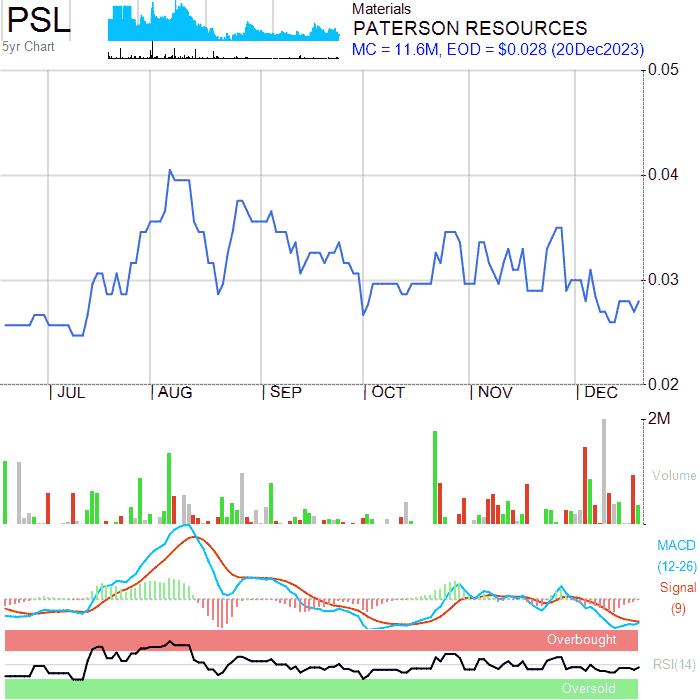 PSL
5yr Chart
Materials
PATERSON RESOURCES
MC = 11.6M, EOD = $0.028 (20Dec2023)
0.05
0.04
0.03
0.02
JUL AUG SEP OCT NOV DEC
2M
Volume
MACD
(12-26)
Signal
(9)
Overbought
RSI(14)
Oversold